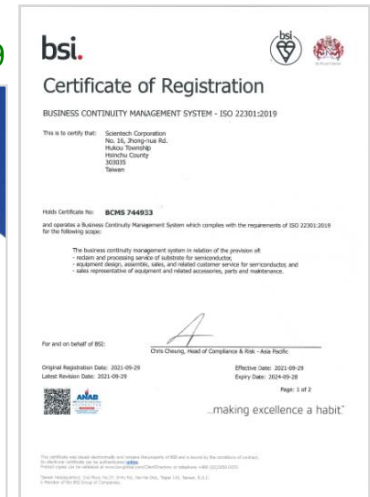 bsi.
bsi
Certificate of Registration
BUSINESS CONTINUITY MANAGEMENT SYSTEM - ISO 22301:2019
This is to certify that:
Scientech Corporation
No. 16, Jhong-hua Rd.
Hukou Township
Hsinchu County
303035
Taiwan
Holds Certificate No: BCMS 744933
and operates a Business Continuity Management System which complies with the requirements of ISO 22301:2019
for the following scope:
The business continuity management system in relation of the provision of:
- reclaim and processing service of substrate for semiconductor,
- equipment design, assemble, sales, and related customer service for semiconductor, and
- sales representative of equipment and related accessories, parts and maintenance.
For and on behalf of BSI:
Chris Cheung, Head of Compliance & Risk - Asia Pacific
Original Registration Date: 2021-09-29
Effective Date: 2021-09-29
Latest Revision Date: 2021-09-29
Expiry Date: 2024-09-28
Page: 1 of 2
ANAB
...making excellence a habit.™